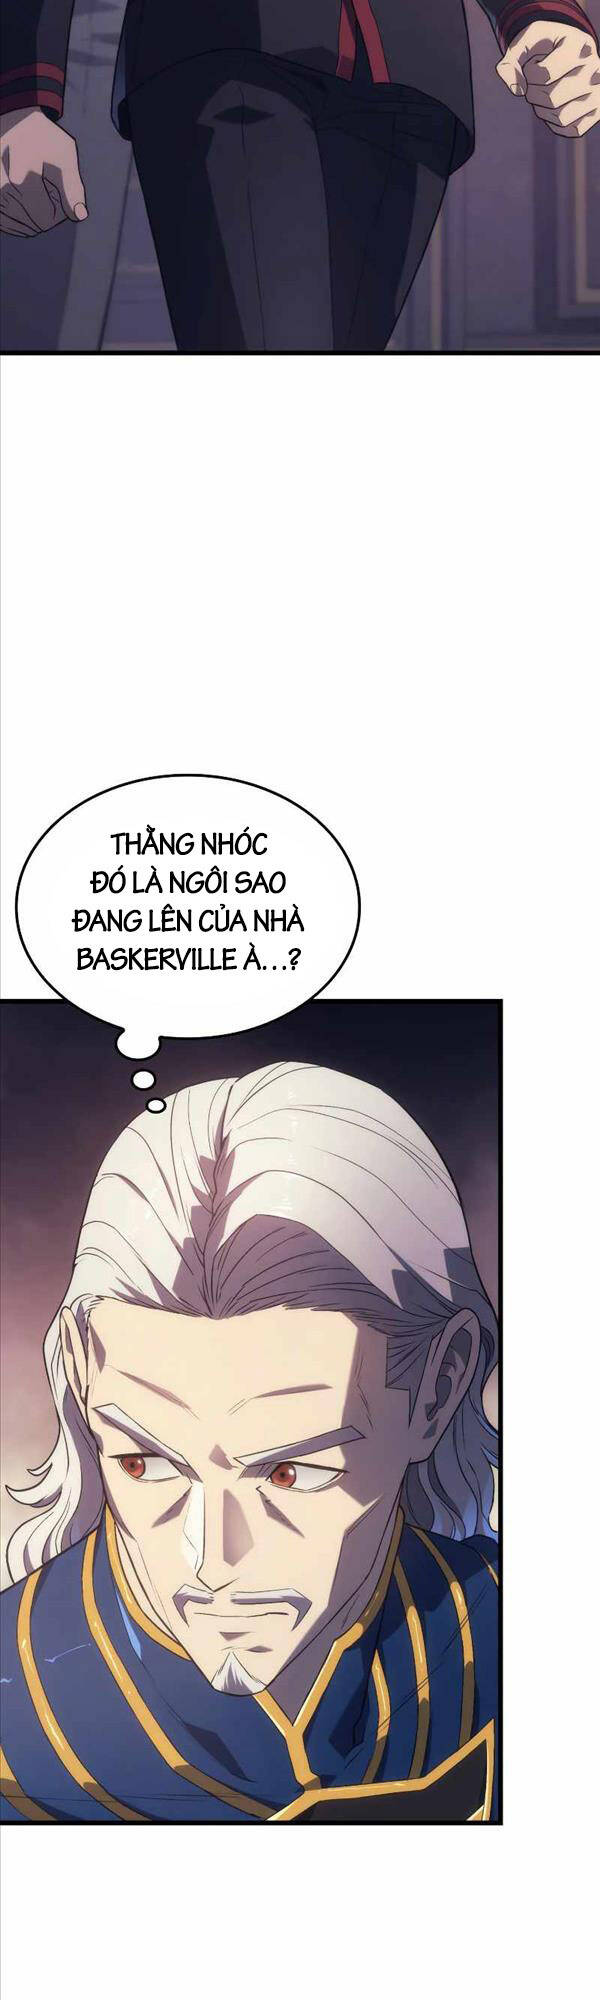 THẰNG NHÓC
ĐÓ LÀ NGÔI SAO
ĐANG LÊN CỦA NHÀ
BASKERVILLE À...?